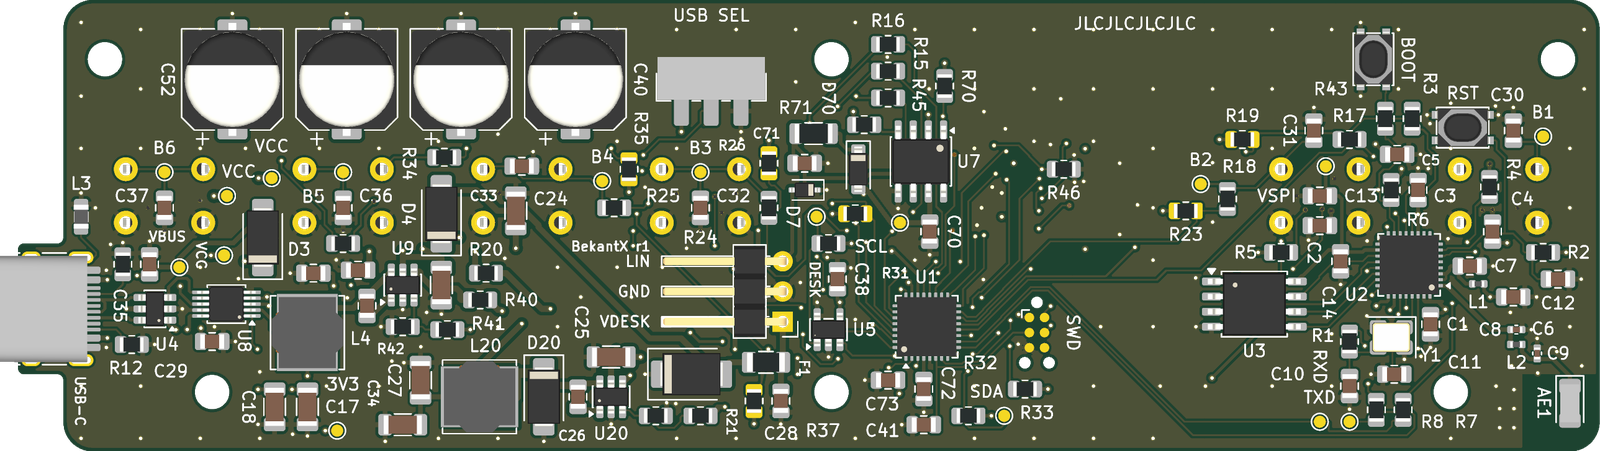 USB SEL
JLCJLCJLCJLC
R16
R15
R45
R70
BOOT
R43
R3
RST
C30
B1
C52
C40
D70
R71
R35
VCC
C71
R26
B3
B4
B6
VCC
R34
U7
R19
C31
R17
R18
B2
C5
R4
L3
C37
B5
C36
C33
C24
R25
C32
R46
VSPI
C13
C3
C4
D4
D7
VBUS
VCG
D3
U9
R20
R24
C70
R23
R6
BekantX r1
LIN
SCL
R5
C2
R2
C35
DESK
C38
R31
U1
C7
GND
R40
C14
U2
L1
C12
VDESK
R41
C25
U5
SWD
C1
C8
C6
U4
U8
L4
R42
L20
D20
U3
R1
Y1
L2
C9
R12
C29
F1
R32
RXD
C10
C11
USB-C
3V3
C18
C17
C34
C27
C73
C72
SDA
R33
TXD
AE1
C26
U20
R21
C28
R37
C41
R8
R7